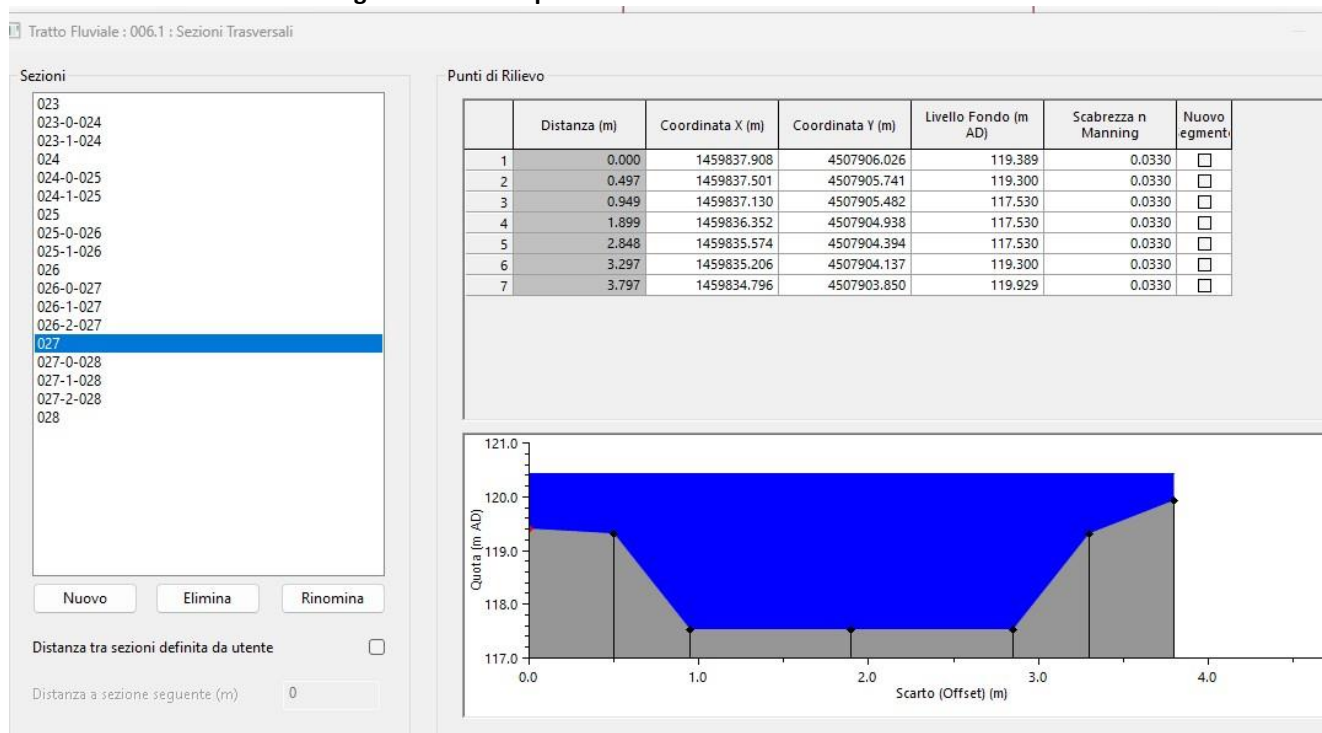 Tratto Fluviale : 006.1 : Sezioni Trasversali
Sezioni
023
023-0-024
023-1-024
024
024-0-025
024-1-025
025
025-0-026
025-1-026
026
026-0-027
026-1-027
026-2-027
027
027-0-028
027-1-028
027-2-028
028
Nuovo Elimina Rinomina
Distanza tra sezioni definita da utente
Distanza a sezione seguente (m) 0
Punti di Rilievo
Distanza (m) Coordinata X (m) Coordinata Y (m) Livello Fondo (m AD) Scabrezza n Manning Nuovo
1 0.000 1459837.908 4507906.026 119.389 0.0330
2 0.497 1459837.501 4507905.741 119.300 0.0330
3 0.949 1459837.130 4507905.482 117.530 0.0330
4 1.899 1459836.352 4507904.938 117.530 0.0330
5 2.848 1459835.574 4507904.394 117.530 0.0330
6 3.297 1459835.206 4507904.137 119.300 0.0330
7 3.797 1459834.796 4507903.850 119.929 0.0330
121.0
120.0
119.0
118.0
117.0
Quota (m AD)
0.0 1.0 2.0 3.0 4.0
Scarto (Offset) (m)